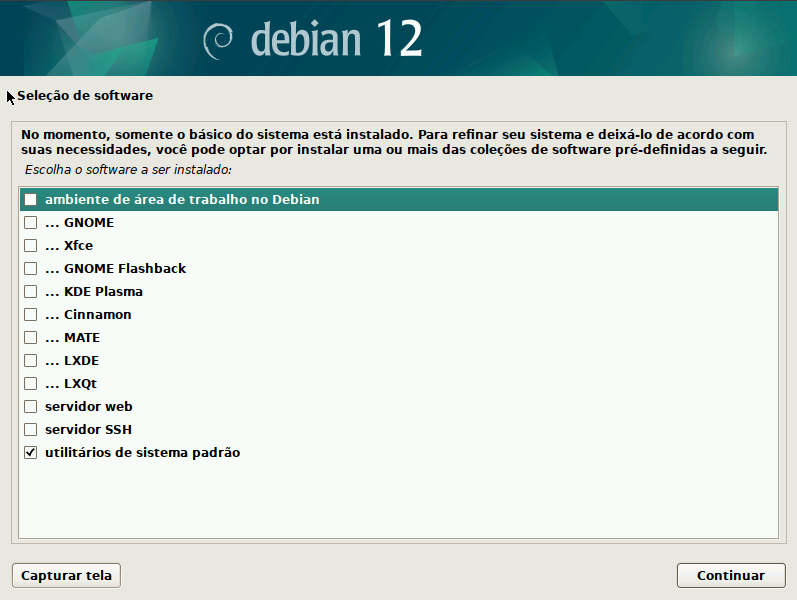 debian 12
Seleção de software
No momento, somente o básico do sistema está instalado. Para refinar seu sistema e deixá-lo de acordo com
suas necessidades, você pode optar por instalar uma ou mais das coleções de software pré-definidas a seguir.
Escolha o software a ser instalado:
ambiente de área de trabalho no Debian
... GNOME
... Xfce
... GNOME Flashback
... KDE Plasma
... Cinnamon
... MATE
... LXDE
... LXQt
servidor web
servidor SSH
utilitários de sistema padrão
Capturar tela
Continuar